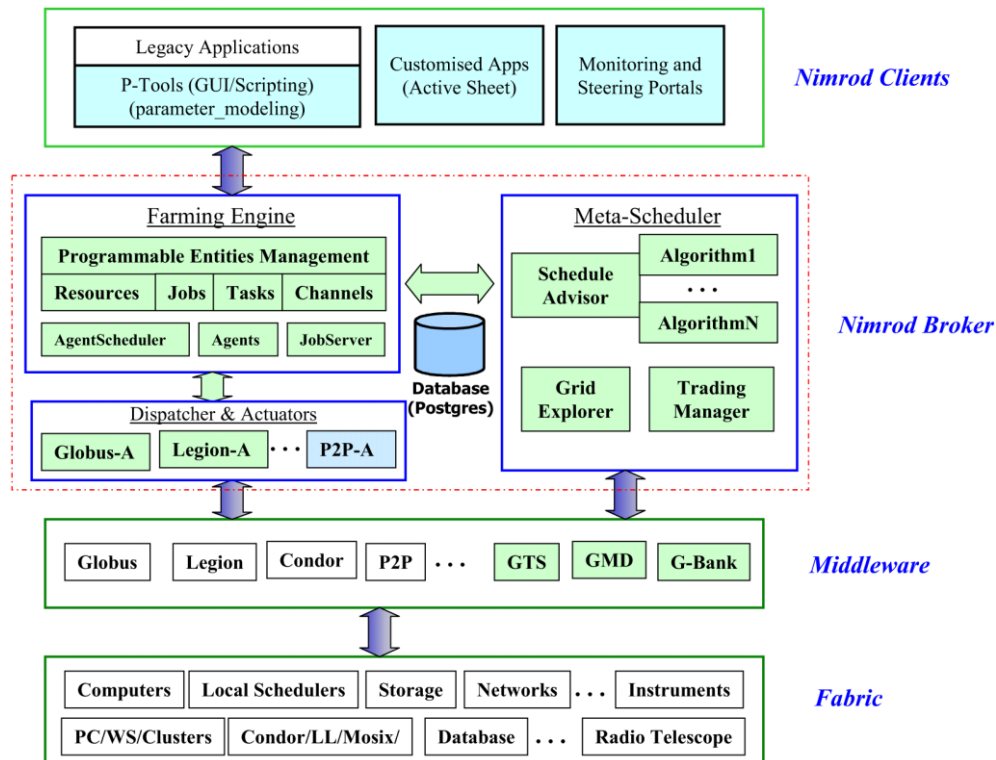 Legacy Applications
P-Tools (GUI/Scripting)
(parameter_modeling)
Customised Apps
(Active Sheet)
Monitoring and
Steering Portals
Nimrod Clients
Farming Engine
Programmable Entities Management
Resources
Jobs
Tasks
Channels
AgentScheduler
Agents
JobServer
Database
(Postgres)
Meta-Scheduler
Schedule
Advisor
Algorithm1
. . .
AlgorithmN
Grid
Explorer
Trading
Manager
Nimrod Broker
Dispatcher & Actuators
Globus-A
Legion-A
. . .
P2P-A
Globus
Legion
Condor
P2P
. . .
GTS
GMD
G-Bank
Middleware
Computers
Local Schedulers
Storage
Networks
. . .
Instruments
PC/WS/Clusters
Condor/LL/Mosix/
Database
. . .
Radio Telescope
Fabric